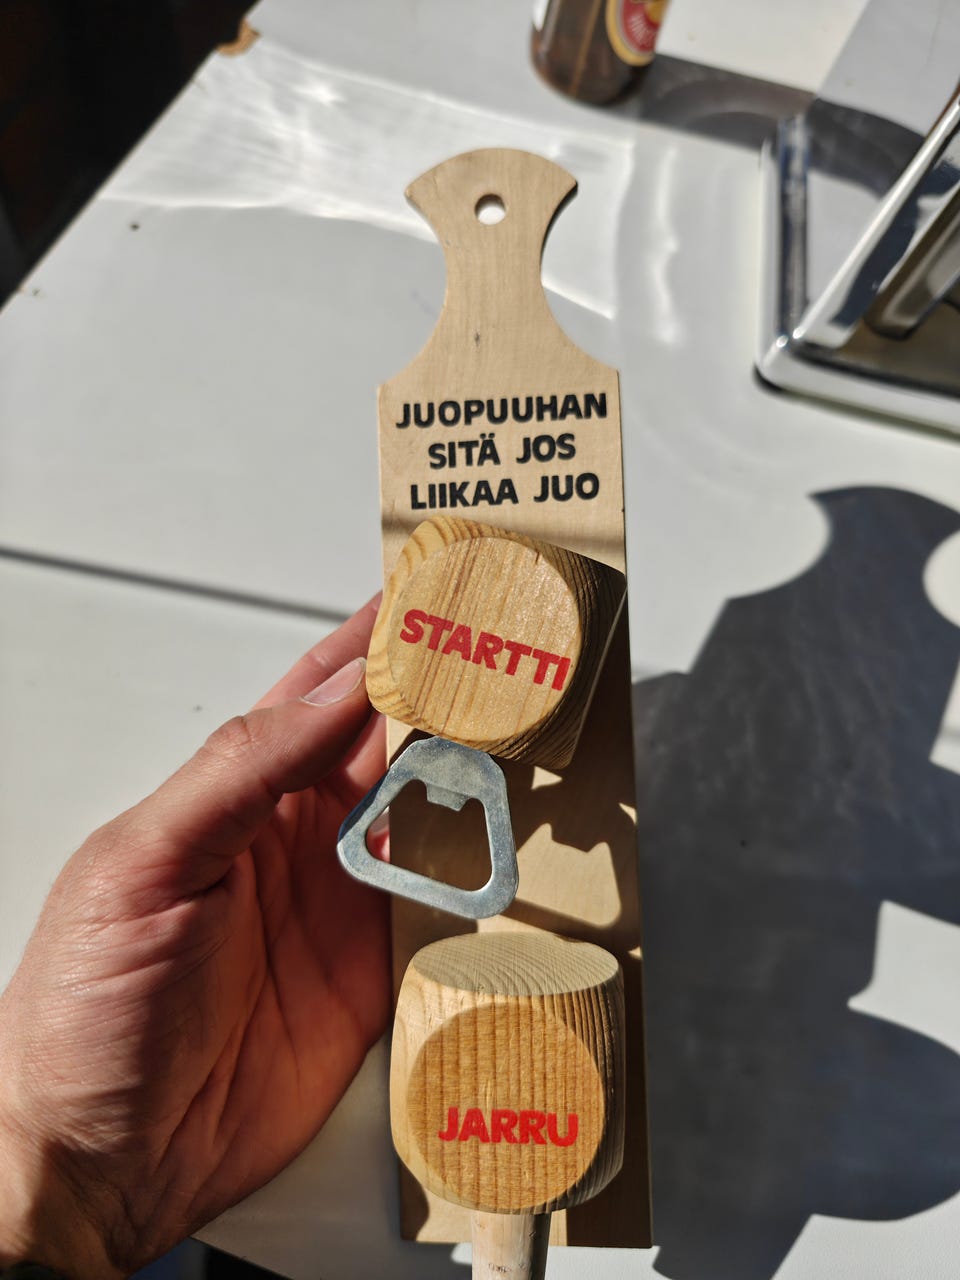 JUOPUUHAN
SITÄ JOS
LIIKAA JUO
STARTTI
JARRU